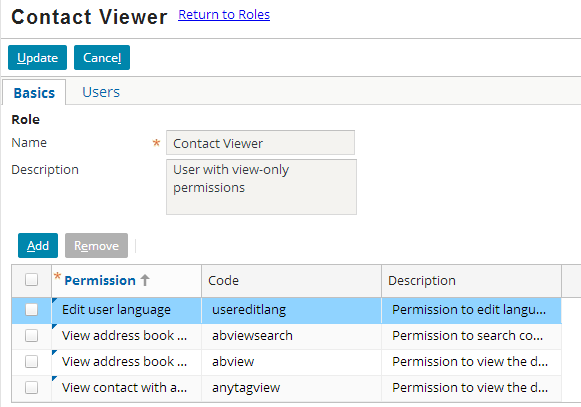 Contact Viewer Return to Roles
Update Cancel
Basics Users
Role
Name * Contact Viewer
Description User with view-only
permissions
Add Remove
* Permission ↑ Code Description
Edit user language usereditlang Permission to edit langu...
View address book ... abviewsearch Permission to search co...
View address book ... abview Permission to view the d...
View contact with a... anytagview Permission to view the d...